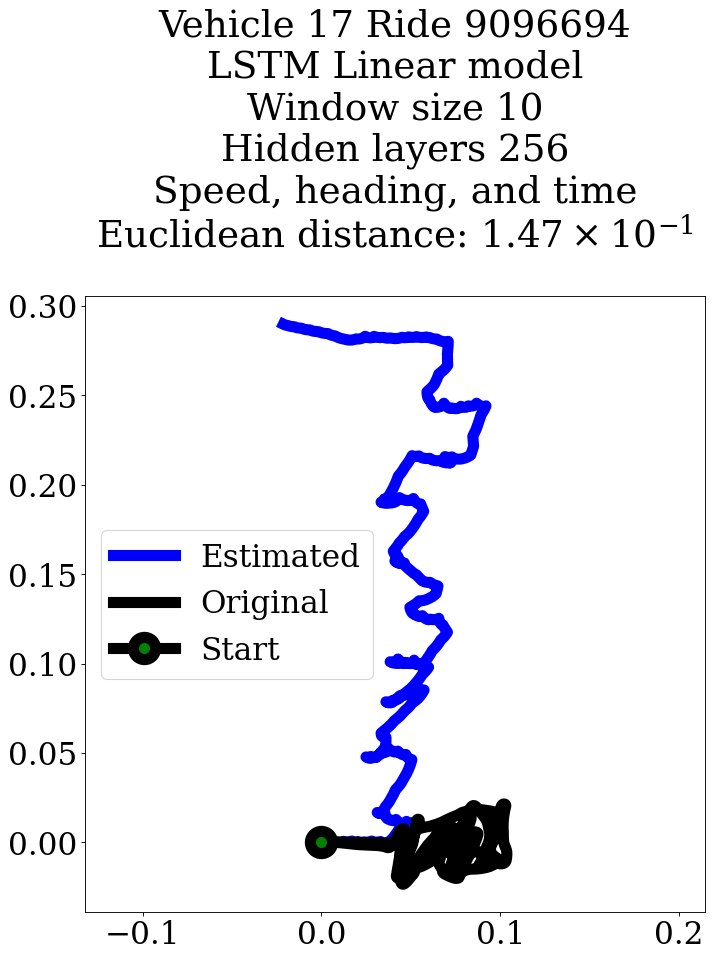 Vehicle 17 Ride 9096694
LSTM Linear model
Window size 10
Hidden layers 256
Speed, heading, and time
Euclidean distance: 1.47 × 10⁻¹
0.30
0.25
0.20
0.15
0.10
0.05
0.00
Estimated
Original
Start
−0.1 0.0 0.1 0.2